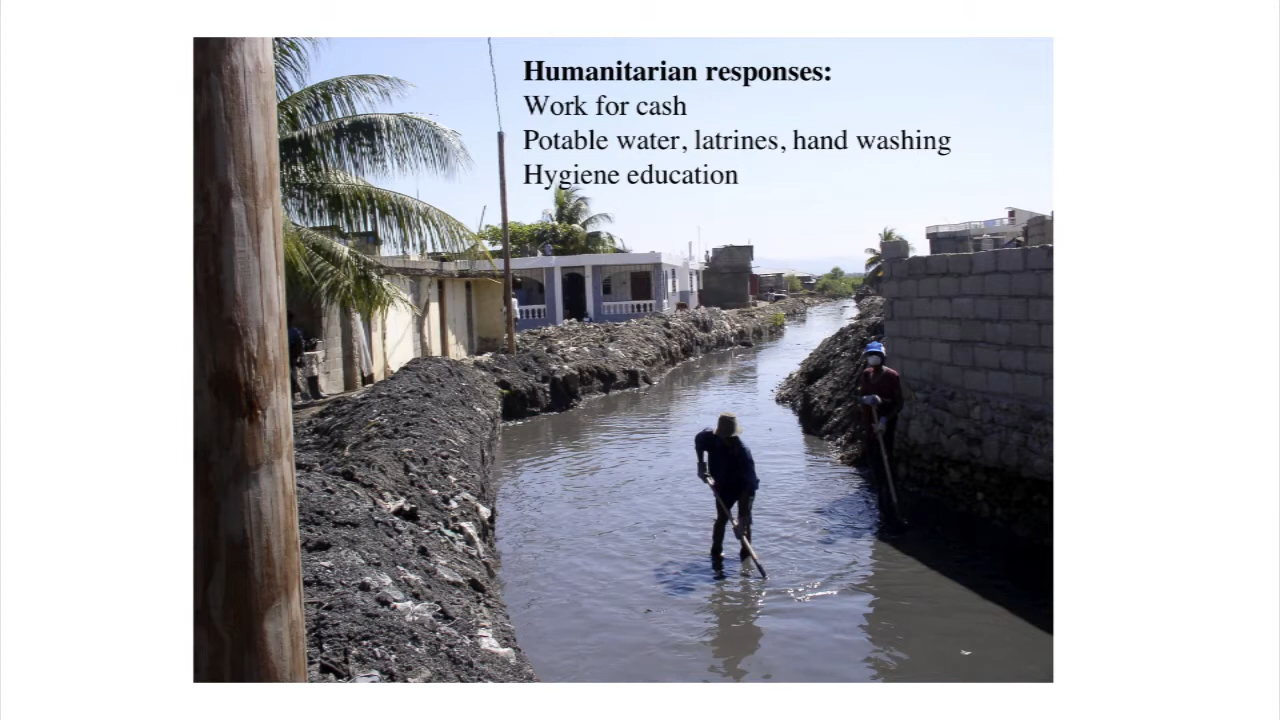 Humanitarian responses:
Work for cash
Potable water, latrines, hand washing
Hygiene education